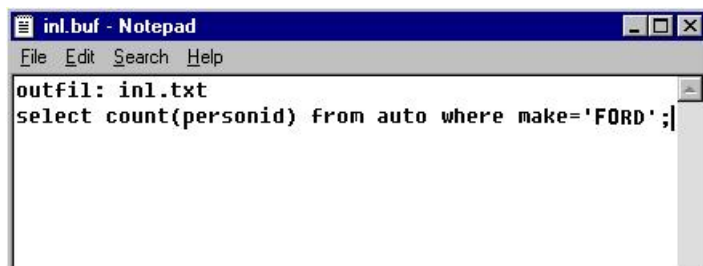 inl.buf - Notepad
File Edit Search Help
outfil: inl.txt
select count(personid) from auto where make='FORD';